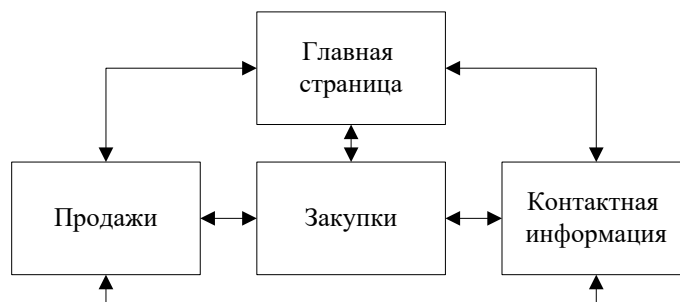 Главная
страница
Продажи
Закупки
Контактная
информация